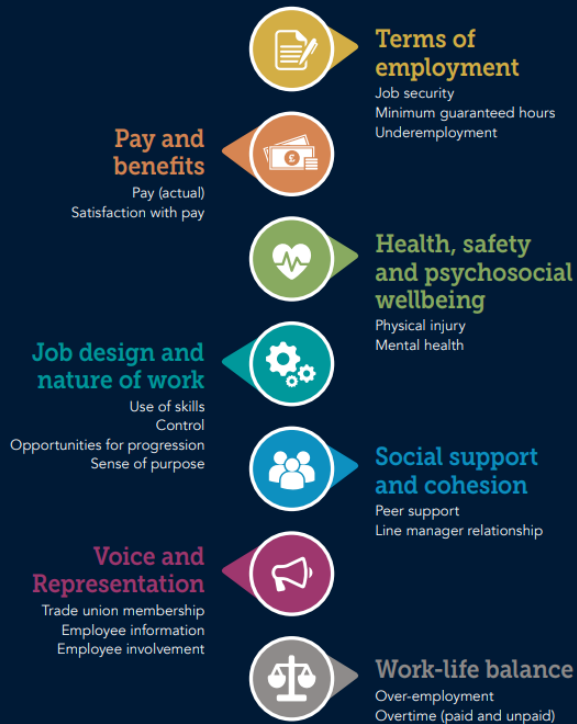 Terms of
employment
Job security
Minimum guaranteed hours
Underemployment
Pay and
benefits
Pay (actual)
Satisfaction with pay
£
Health, safety
and psychosocial
wellbeing
Physical injury
Mental health
Job design and
nature of work
Use of skills
Control
Opportunities for progression
Sense of purpose
Social support
and cohesion
Peer support
Line manager relationship
Voice and
Representation
Trade union membership
Employee information
Employee involvement
Work-life balance
Over-employment
Overtime (paid and unpaid)